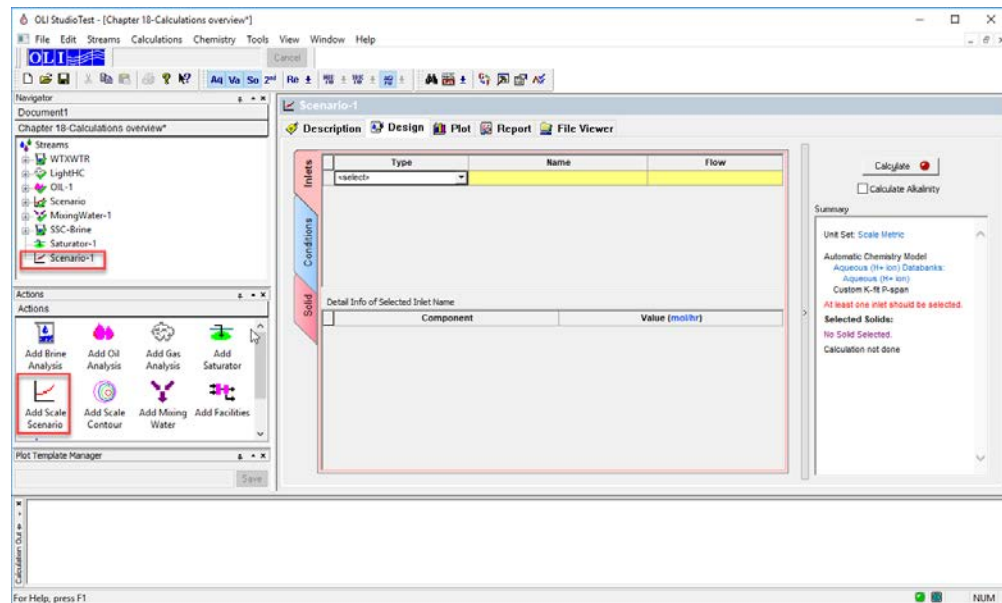 OLI StudioTest - [Chapter 18-Calculations overview*]
File Edit Streams Calculations Chemistry Tools View Window Help
OLI
Cancel
Aq Va So 2nd Re
Navigator
Document1
Chapter 18-Calculations overview*
Streams
WTXWTR
LightHC
OIL-1
Scenario
MixingWater-1
SSC-Brine
Saturator-1
Scenario-1
Actions
Actions
Add Brine Analysis
Add Oil Analysis
Add Gas Analysis
Add Saturator
Add Scale Scenario
Add Scale Contour
Add Mixing Water
Add Facilities
Plot Template Manager
Save
Scenario-1
Description Design Plot Report File Viewer
Inlets
Conditions
Solid
Type Name Flow
<select>
Detail Info of Selected Inlet Name
Component Value (mol/hr)
Calculate
Calculate Alkalinity
Summary
Unit Set: Scale Metric
Automatic Chemistry Model
Aqueous (H+ ion) Databanks:
Aqueous (H+ ion)
Custom K-fit P-span
At least one inlet should be selected.
Selected Solids:
No Solid Selected.
Calculation not done
Calculation Out
For Help, press F1
NUM